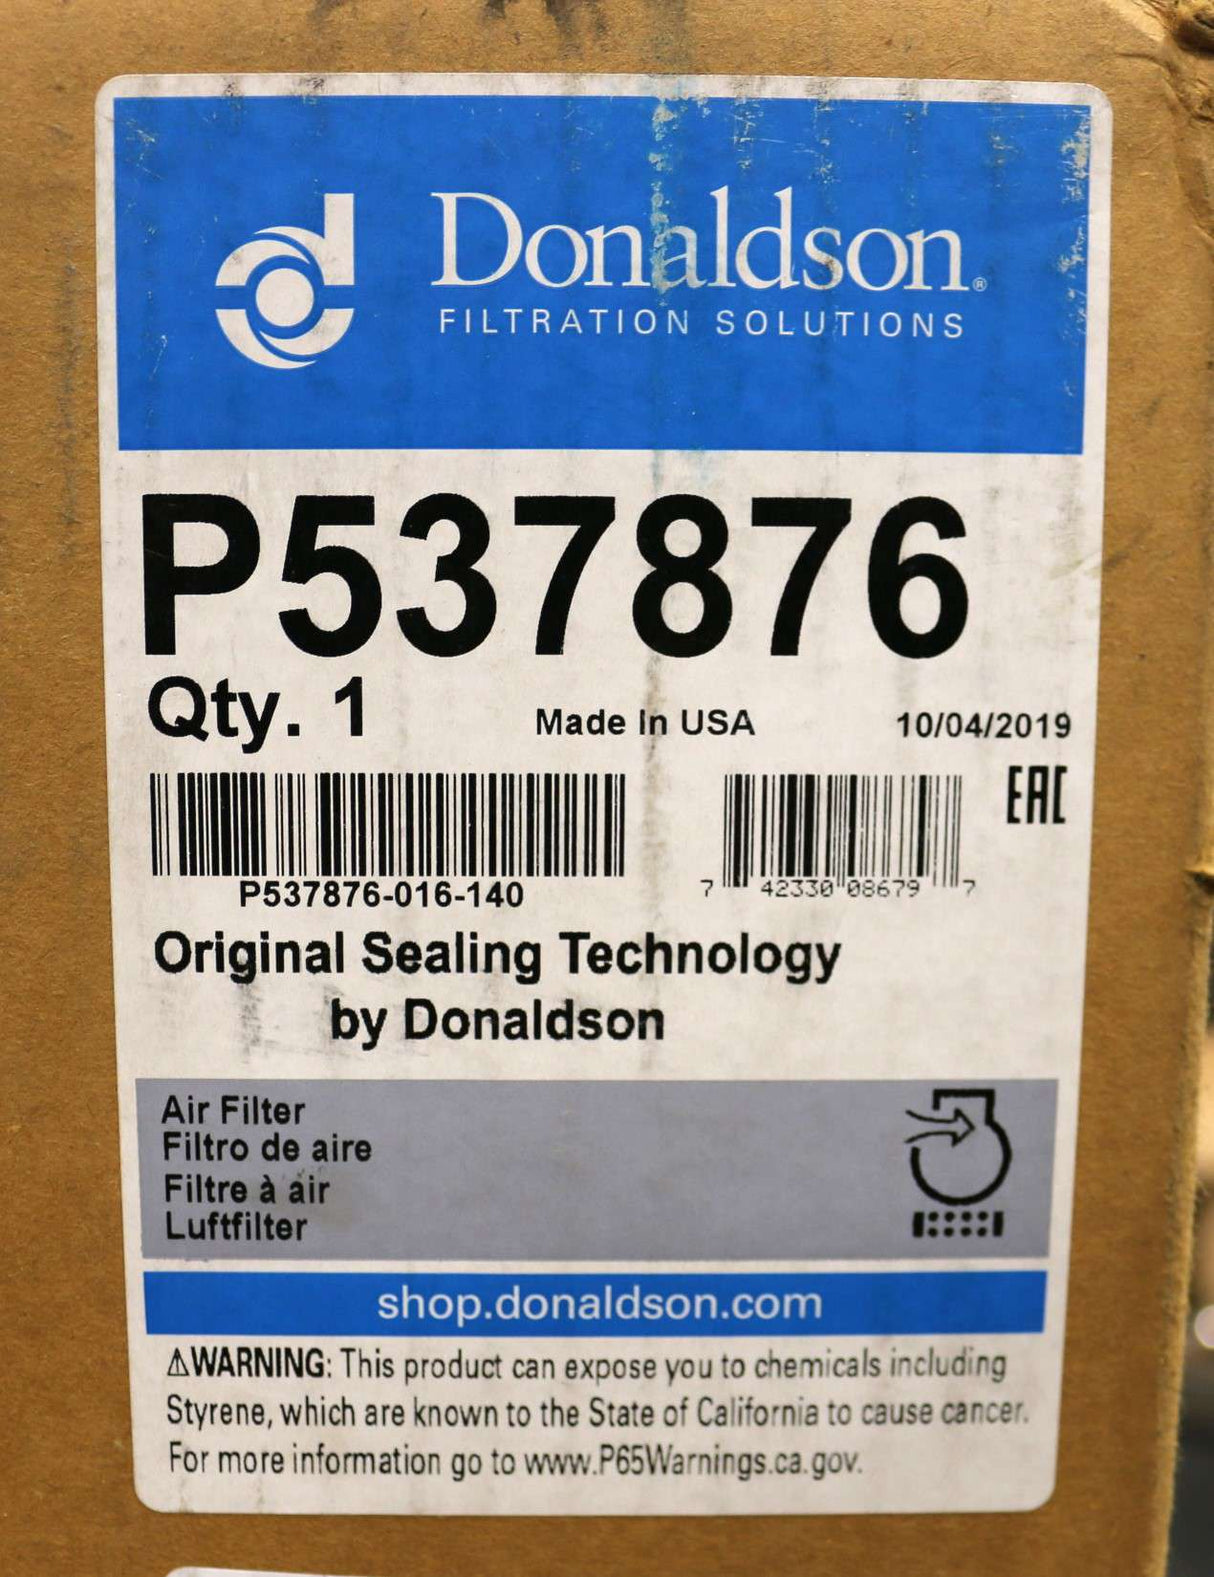 Donaldson®
FILTRATION SOLUTIONS
P537876
Qty. 1 Made In USA 10/04/2019
EAC
P537876-016-140
7 42330 08679 7
Original Sealing Technology
by Donaldson
Air Filter
Filtro de aire
Filtre à air
Luftfilter
shop.donaldson.com
⚠WARNING: This product can expose you to chemicals including
Styrene, which are known to the State of California to cause cancer.
For more information go to www.P65Warnings.ca.gov.